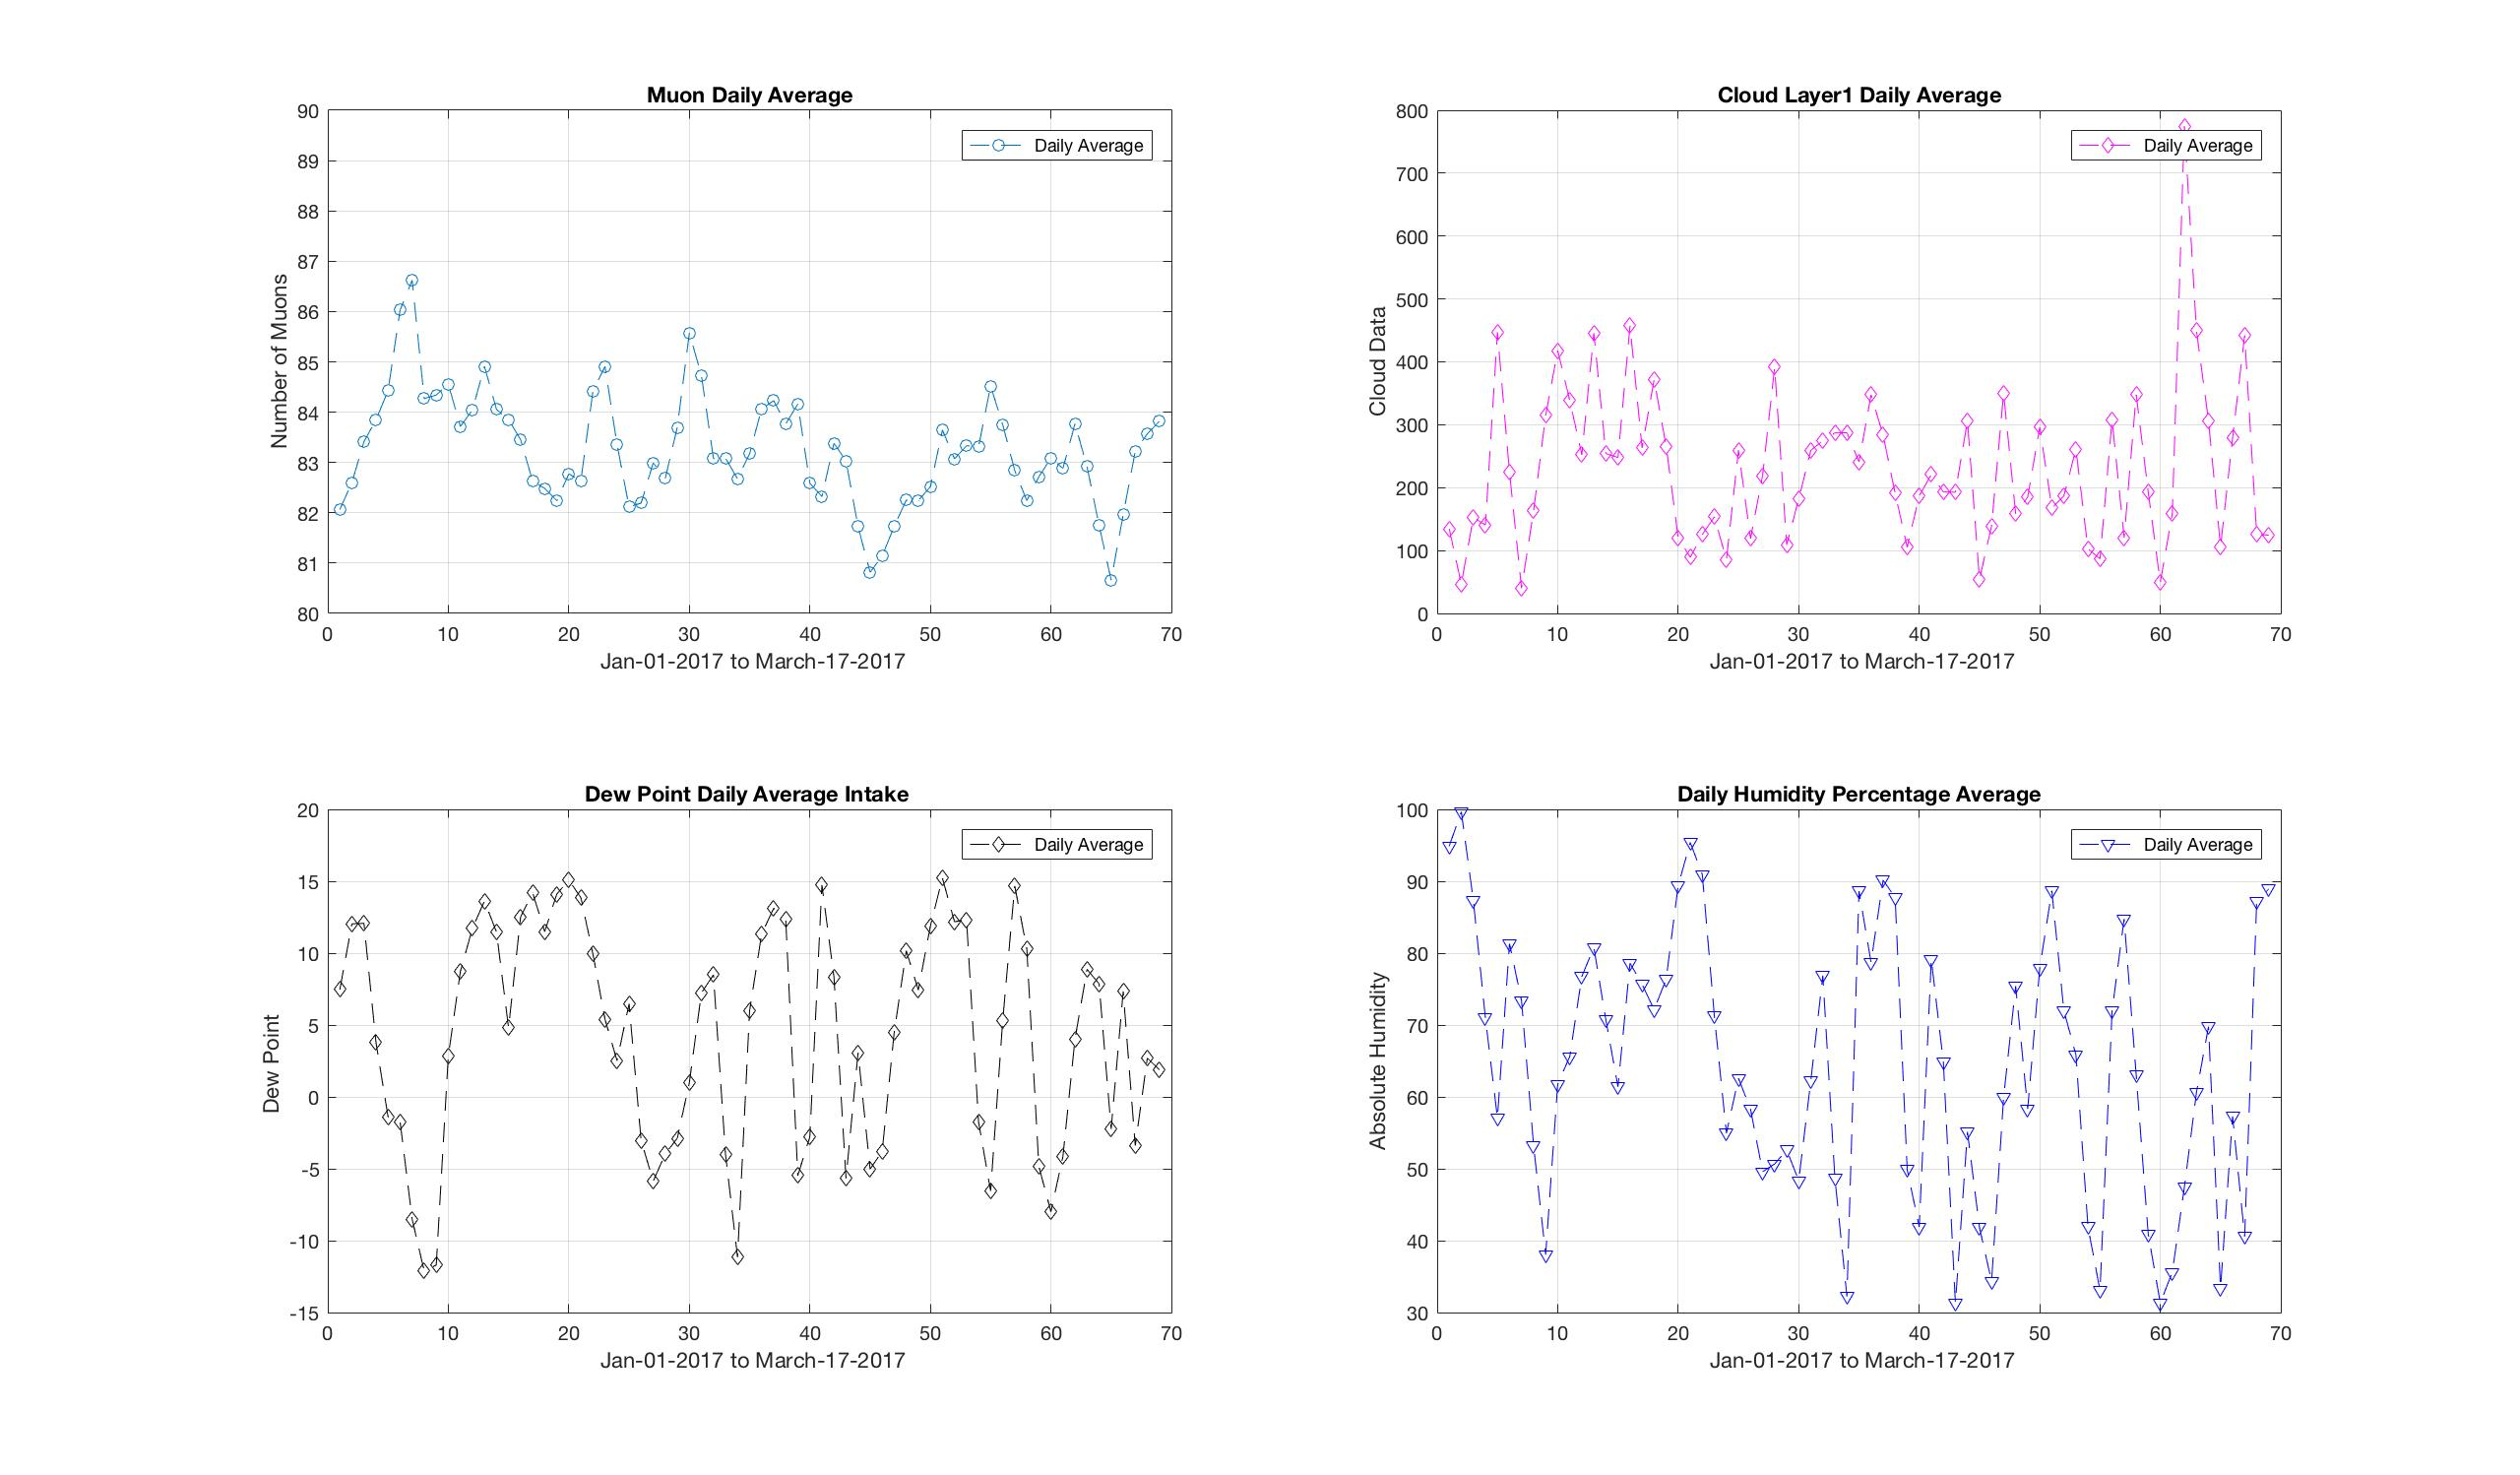 Muon Daily Average
90
89
88
87
86
85
84
83
82
81
80
Number of Muons
Daily Average
0 10 20 30 40 50 60 70
Jan-01-2017 to March-17-2017
Cloud Layer1 Daily Average
800
700
600
500
400
300
200
100
0
Cloud Data
Daily Average
0 10 20 30 40 50 60 70
Jan-01-2017 to March-17-2017
Dew Point Daily Average Intake
20
15
10
5
0
-5
-10
-15
Dew Point
Daily Average
0 10 20 30 40 50 60 70
Jan-01-2017 to March-17-2017
Daily Humidity Percentage Average
100
90
80
70
60
50
40
30
Absolute Humidity
Daily Average
0 10 20 30 40 50 60 70
Jan-01-2017 to March-17-2017